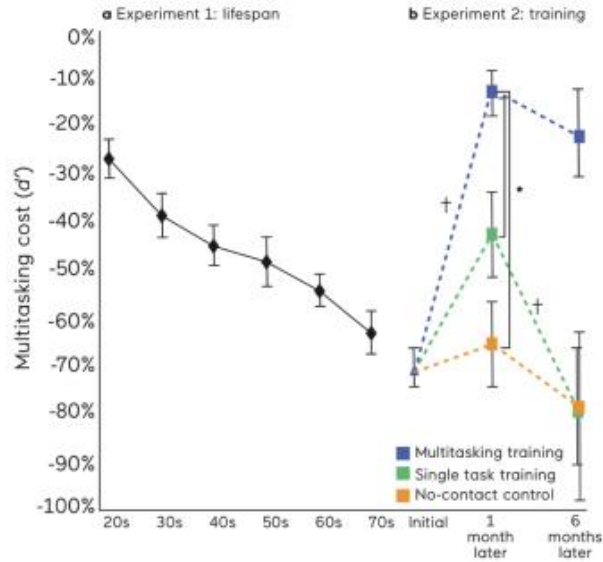 a Experiment 1: lifespan
b Experiment 2: training
Multitasking cost (d')
0%
-10%
-20%
-30%
-40%
-50%
-60%
-70%
-80%
-90%
-100%
20s 30s 40s 50s 60s 70s
Initial
1
month
later
6
months
later
†
*
†
Multitasking training
Single task training
No-contact control